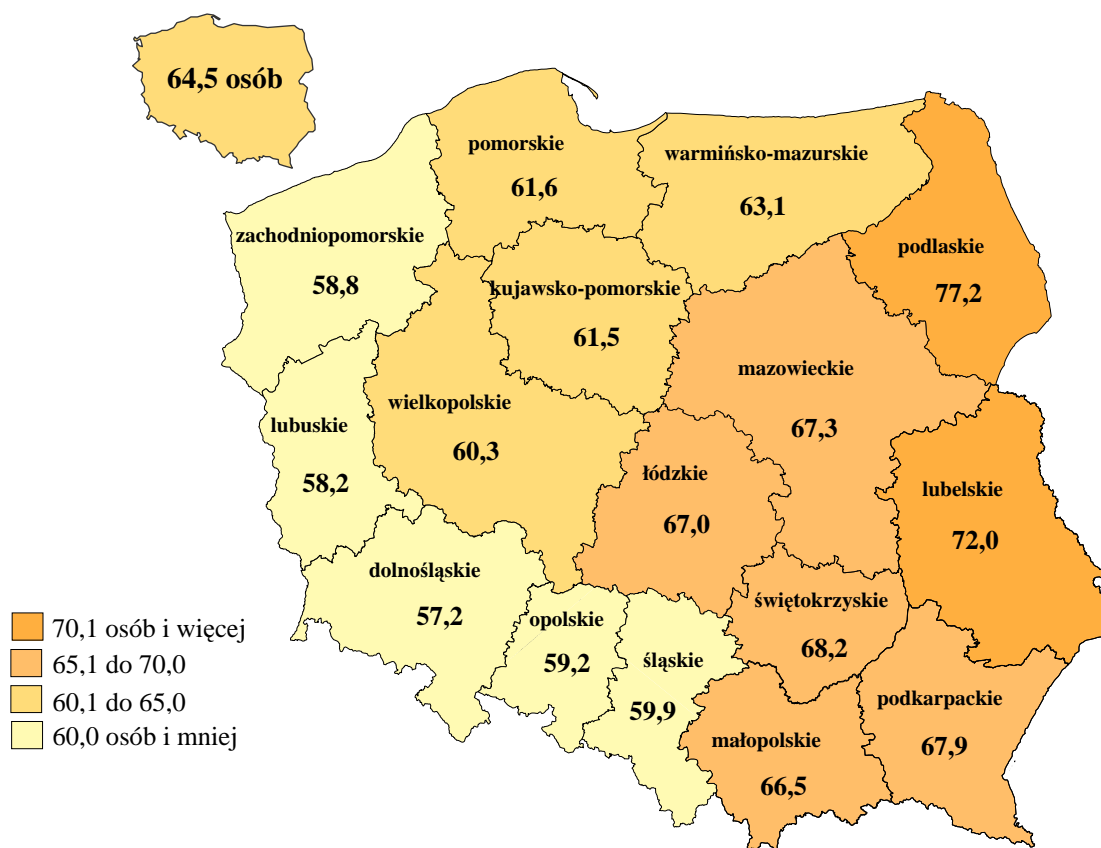 64,5 osób
pomorskie
61,6
warmińsko-mazurskie
63,1
zachodniopomorskie
58,8
podlaskie
77,2
kujawsko-pomorskie
61,5
mazowieckie
67,3
wielkopolskie
60,3
lubuskie
58,2
łódzkie
67,0
lubelskie
72,0
dolnośląskie
57,2
opolskie
59,2
śląskie
59,9
świętokrzyskie
68,2
podkarpackie
67,9
małopolskie
66,5
70,1 osób i więcej
65,1 do 70,0
60,1 do 65,0
60,0 osób i mniej